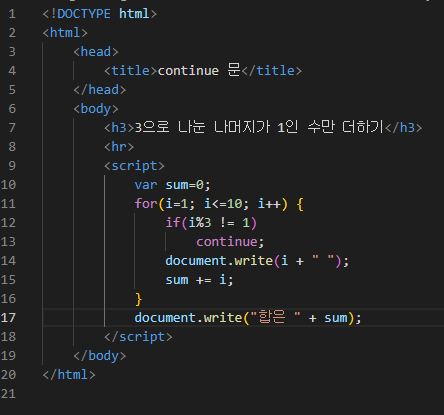 1 <!DOCTYPE html>
2 <html>
3     <head>
4         <title>continue 문</title>
5     </head>
6     <body>
7         <h3>3으로 나눈 나머지가 1인 수만 더하기</h3>
8         <hr>
9         <script>
10             var sum=0;
11             for(i=1; i<=10; i++) {
12                 if(i%3 != 1)
13                     continue;
14                 document.write(i + " ");
15                 sum += i;
16             }
17             document.write("합은 " + sum);
18         </script>
19     </body>
20 </html>
21